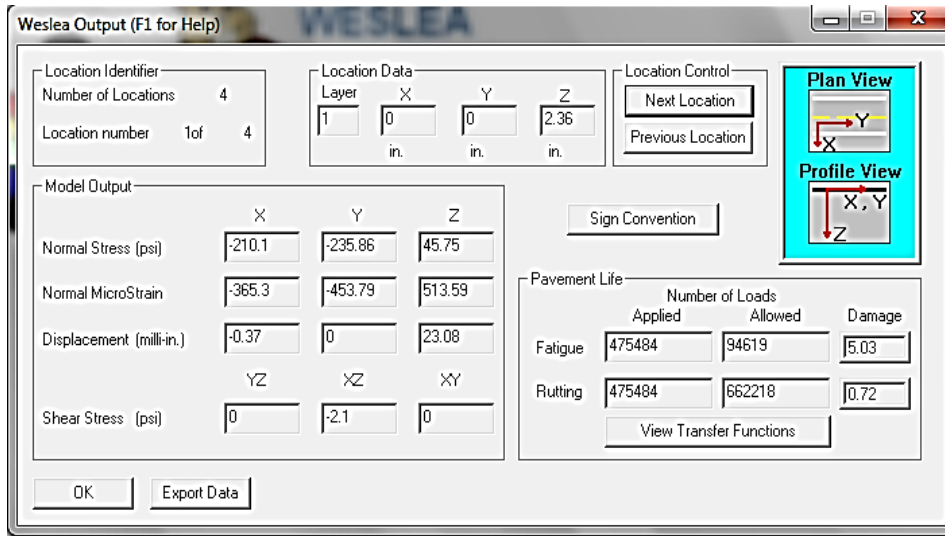 Weslea Output (F1 for Help)
WESLEA
Location Identifier
Number of Locations 4
Location number 1of 4
Location Data
Layer X Y Z
1 0 0 2.36
in. in. in.
Location Control
Next Location
Previous Location
Plan View
Y
X
Profile View
X, Y
Z
Model Output
X Y Z
Normal Stress (psi) -210.1 -235.86 45.75
Normal MicroStrain -365.3 -453.79 513.59
Displacement (milli-in.) -0.37 0 23.08
YZ XZ XY
Shear Stress (psi) 0 -2.1 0
Sign Convention
Pavement Life
Number of Loads
Applied Allowed Damage
Fatigue 475484 94619 5.03
Rutting 475484 662218 0.72
View Transfer Functions
OK Export Data